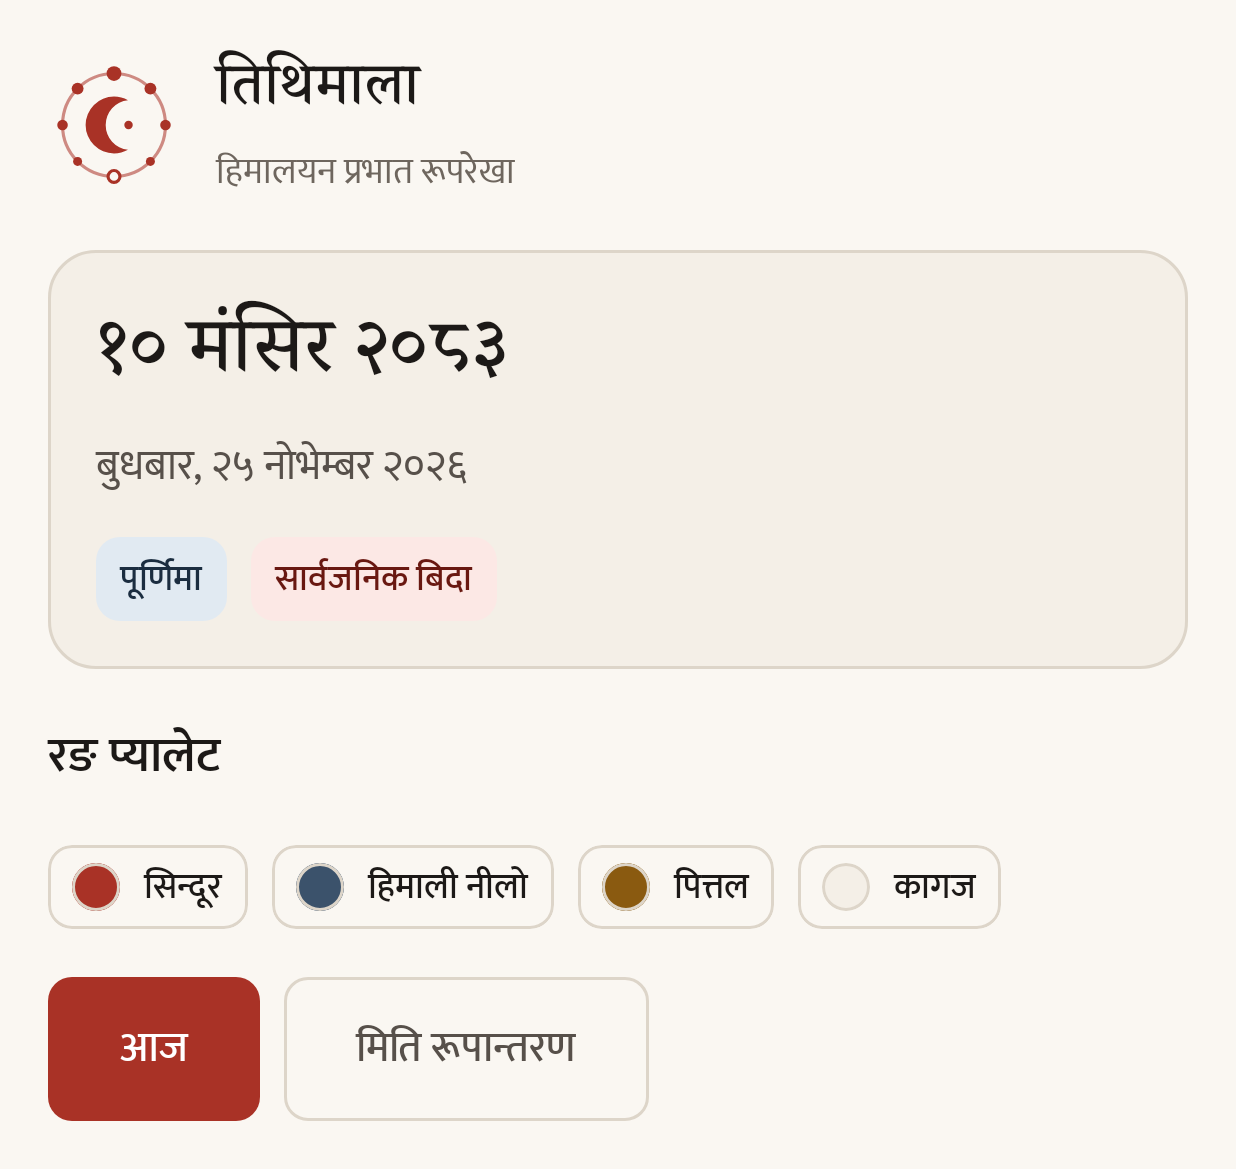 तिथिमाला
हिमालयन प्रभात रूपरेखा
१० मंसिर २०८३
बुधबार, २५ नोभेम्बर २०२६
पूर्णिमा सार्वजनिक बिदा
रङ प्यालेट
सिन्दूर हिमाली नीलो पित्तल कागज
आज मिति रूपान्तरण